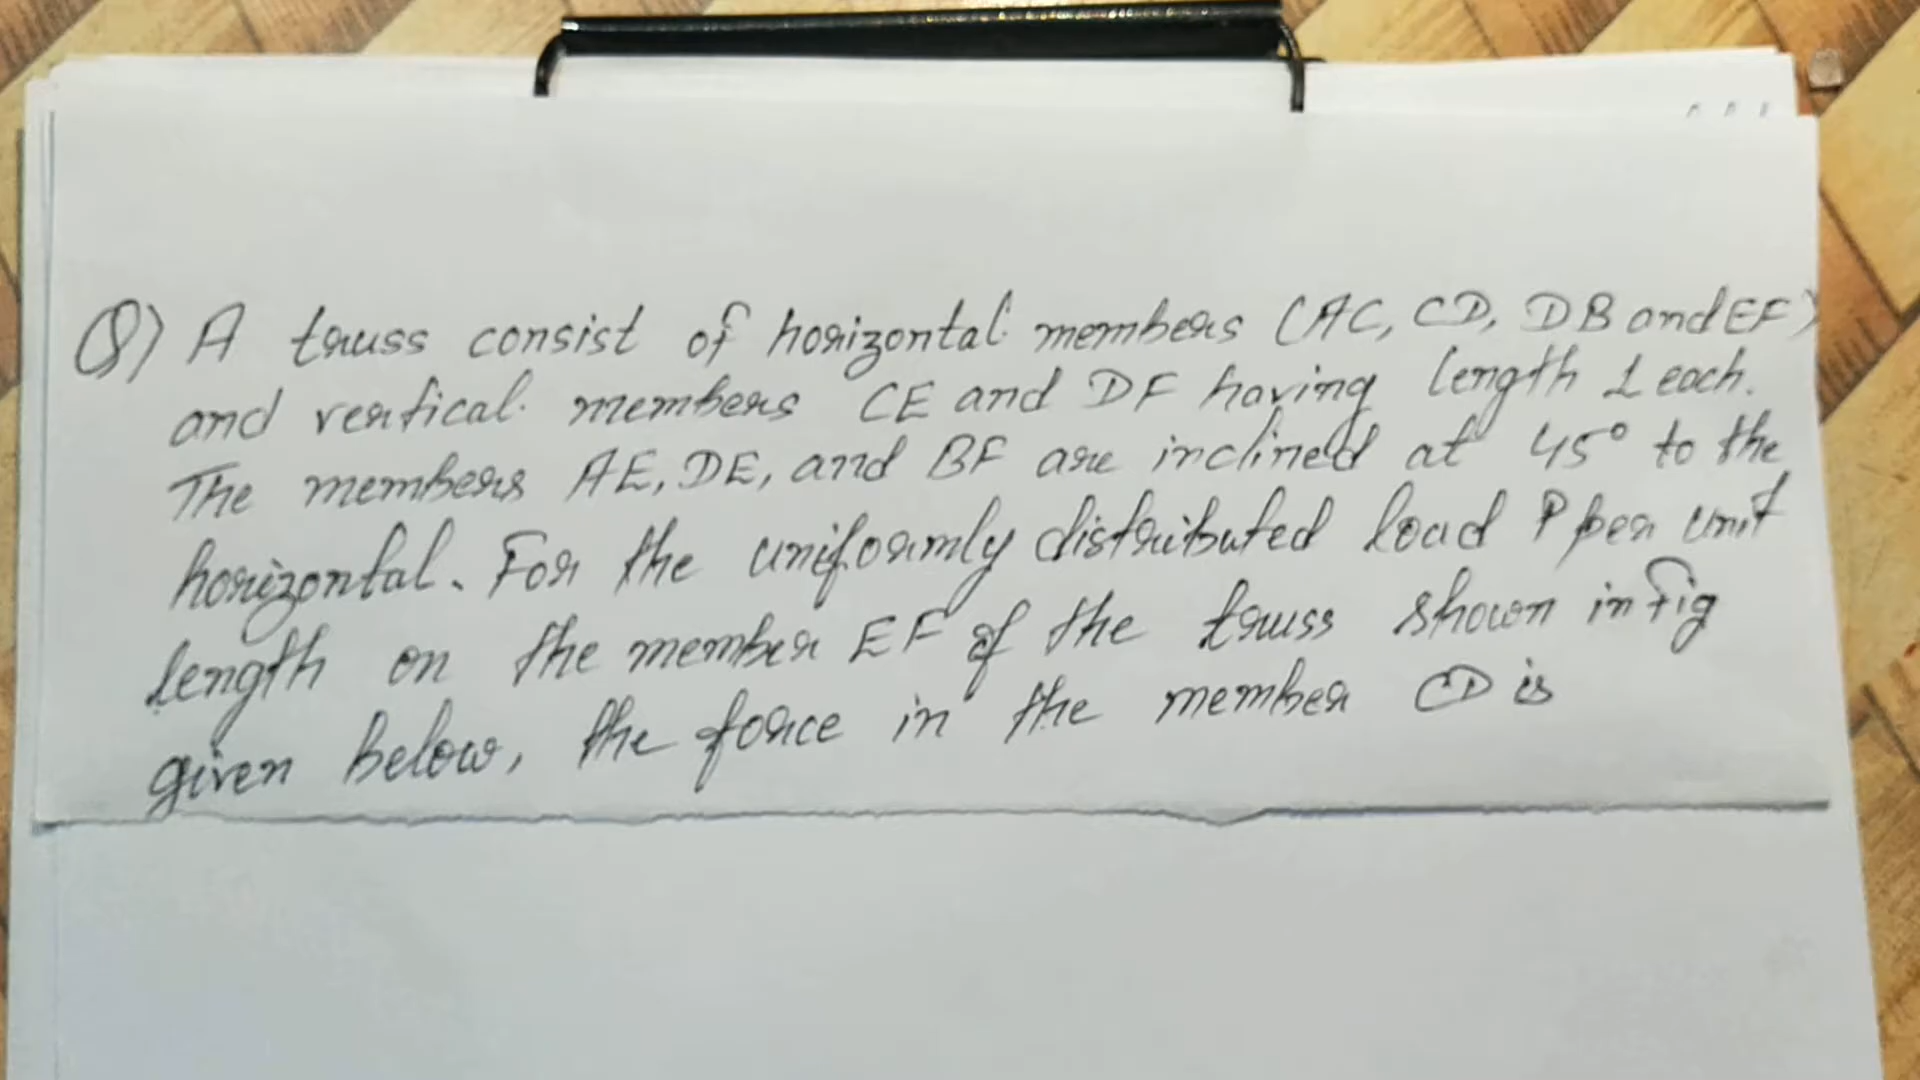 Q) A truss consist of horizontal members (AC, CD, DB and EF)
and vertical members CE and DF having length L each.
The members AE, DE, and BF are inclined at 45° to the
horizontal. For the uniformly distributed load P per unit
length on the member EF of the truss shown in Fig
given below, the force in the member CD is